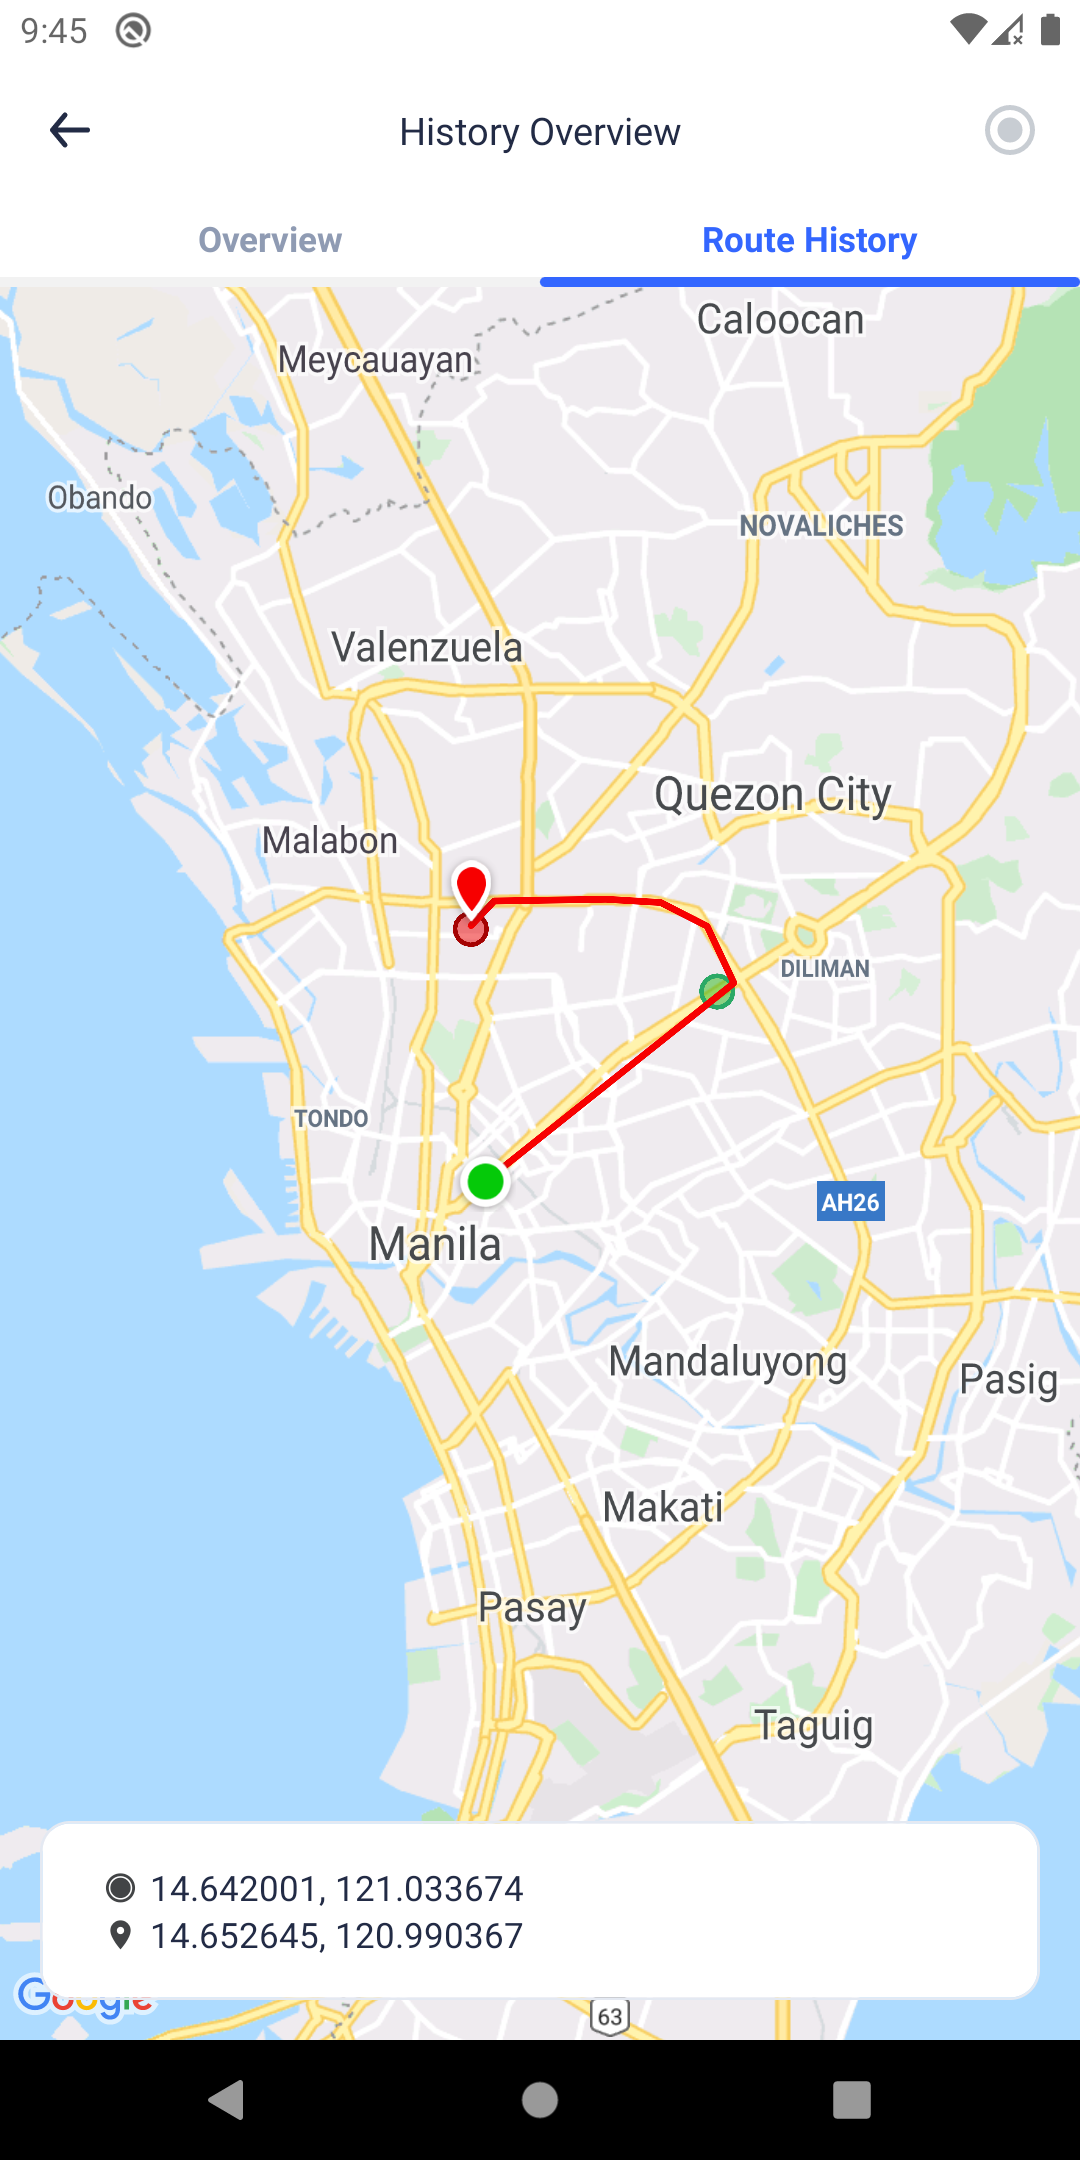 9:45
History Overview
Overview
Route History
Caloocan
Meycauayan
Obando
NOVALICHES
Valenzuela
Quezon City
Malabon
DILIMAN
TONDO
AH26
Manila
Mandaluyong
Pasig
Makati
Pasay
Taguig
14.642001, 121.033674
14.652645, 120.990367
Google
63